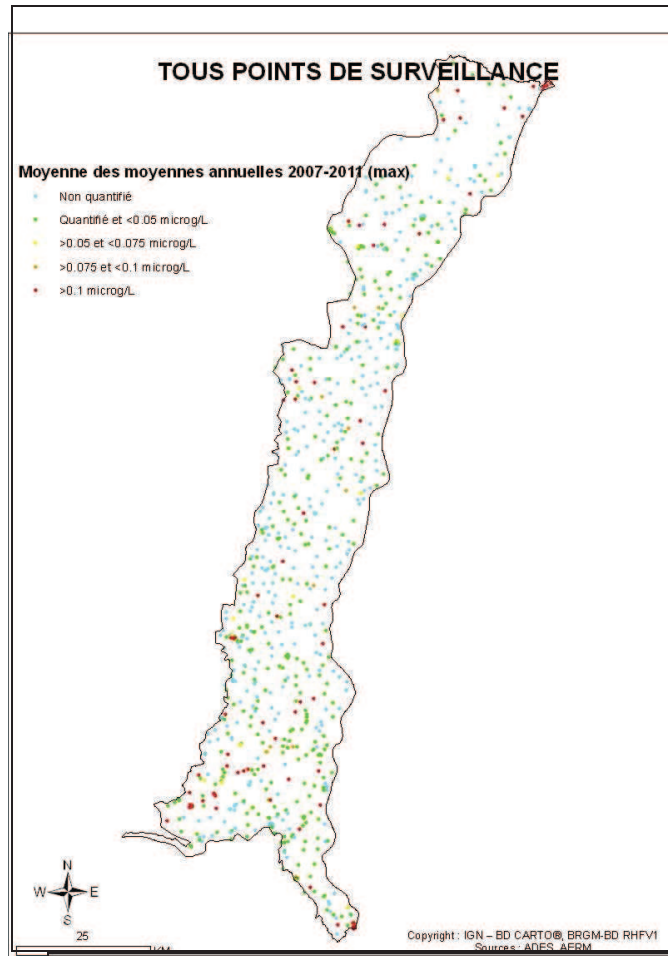 TOUS POINTS DE SURVEILLANCE
Moyenne des moyennes annuelles 2007-2011 (max)
Non quantifié
Quantifié et <0.05 microg/L
>0.05 et <0.075 microg/L
>0.075 et <0.1 microg/L
>0.1 microg/L
N
W E
S
25
KM
Copyright : IGN – BD CARTO®, BRGM-BD RHFV1
Sources : ADES, AERM